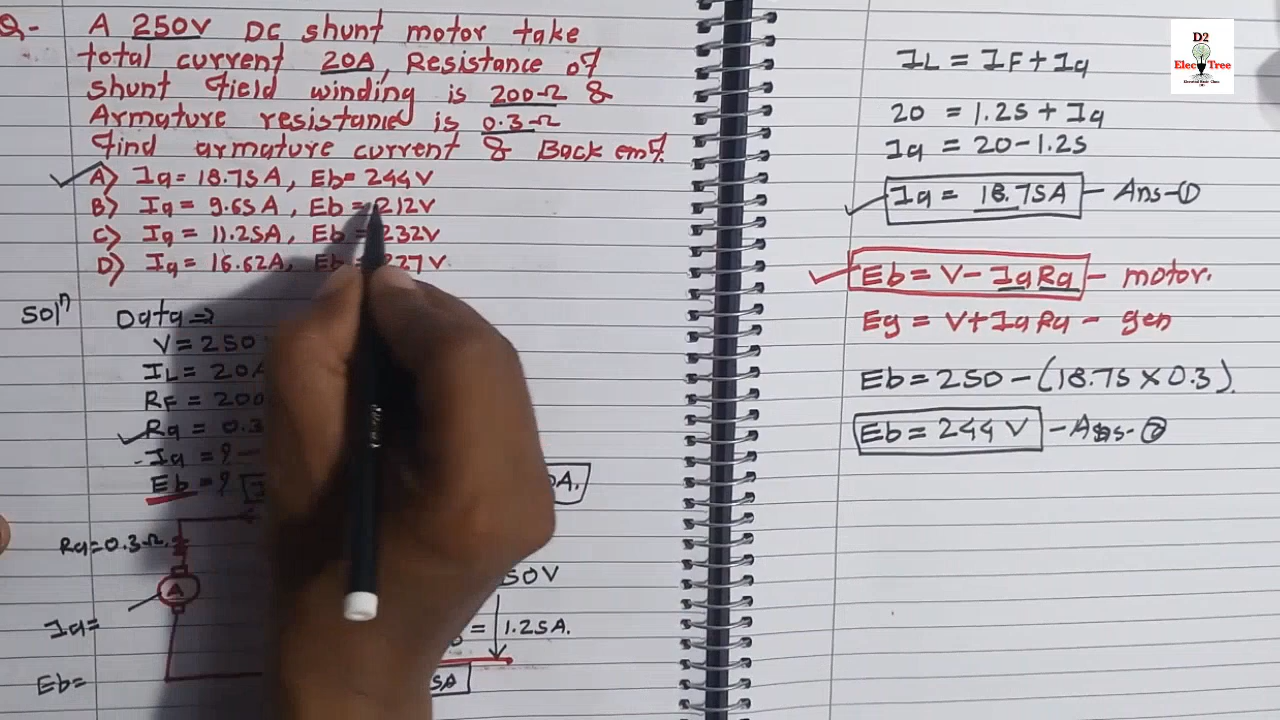 Q- A 250V DC shunt motor take
total current 20A, Resistance of
shunt field winding is 200Ω &
Armature resistance is 0.3Ω
find armature current & Back emf.
A) Ia = 18.75A, Eb= 244V
B) Ia = 9.65A, Eb = 212V
C) Ia = 11.25A, Eb = 232V
D) Ia = 16.62A, Eb = 227V
Solⁿ Data ⇒
V = 250
IL = 20A
RF = 200
Ra = 0.3
Ia = ?
Eb = ?
Ra=0.3Ω
A
Ia=
Eb=
50V
= 1.25A.
IL = IF + Ia
20 = 1.25 + Ia
Ia = 20 - 1.25
Ia = 18.75A - Ans-①
Eb = V - IaRa - motor.
Eg = V + IaRa - gen
Eb = 250 - (18.75 × 0.3).
Eb = 244 V - Ans- ②
D2
Elec Tree